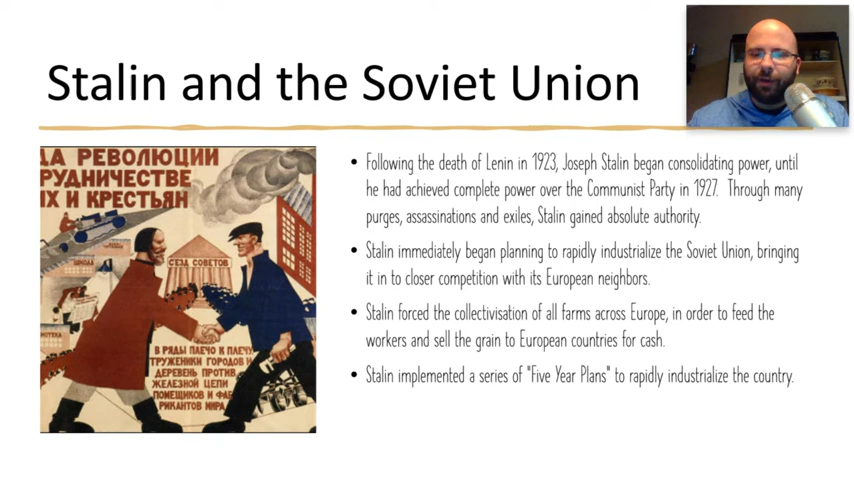 Stalin and the Soviet Union
ДА РЕВОЛЮЦИИ
РУДНИЧЕСТВЕ
ЫХ И КРЕСТЬЯН
ШКОЛА
СЪЕЗД СОВЕТОВ
В РЯДЫ ПЛЕЧО К ПЛЕЧУ
ТРУЖЕНИКИ ГОРОДОВ И
ДЕРЕВЕНЬ ПРОТИВ
ЖЕЛЕЗНОЙ ЦЕПИ
ПОМЕЩИКОВ И ФАБ
РИКАНТОВ МИРА
• Following the death of Lenin in 1923, Joseph Stalin began consolidating power, until
he had achieved complete power over the Communist Party in 1927. Through many
purges, assassinations and exiles, Stalin gained absolute authority.
• Stalin immediately began planning to rapidly industrialize the Soviet Union, bringing
it in to closer competition with its European neighbors.
• Stalin forced the collectivisation of all farms across Europe, in order to feed the
workers and sell the grain to European countries for cash.
• Stalin implemented a series of "Five Year Plans" to rapidly industrialize the country.